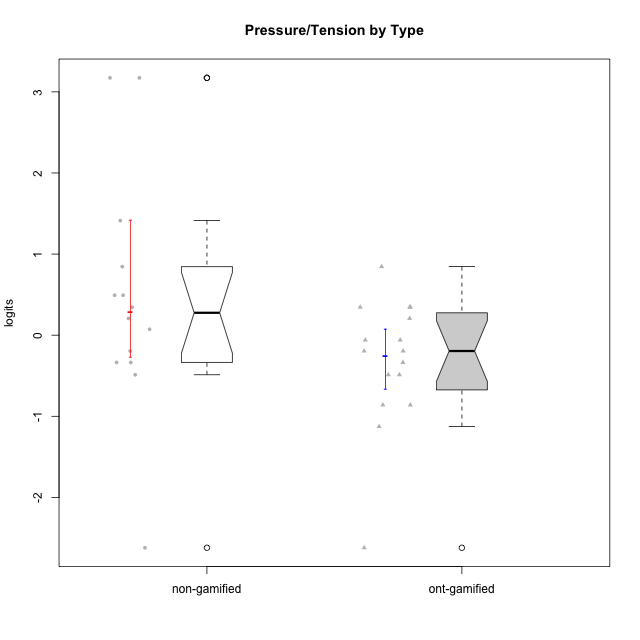 Pressure/Tension by Type
logits
3
2
1
0
-1
-2
non-gamified
ont-gamified